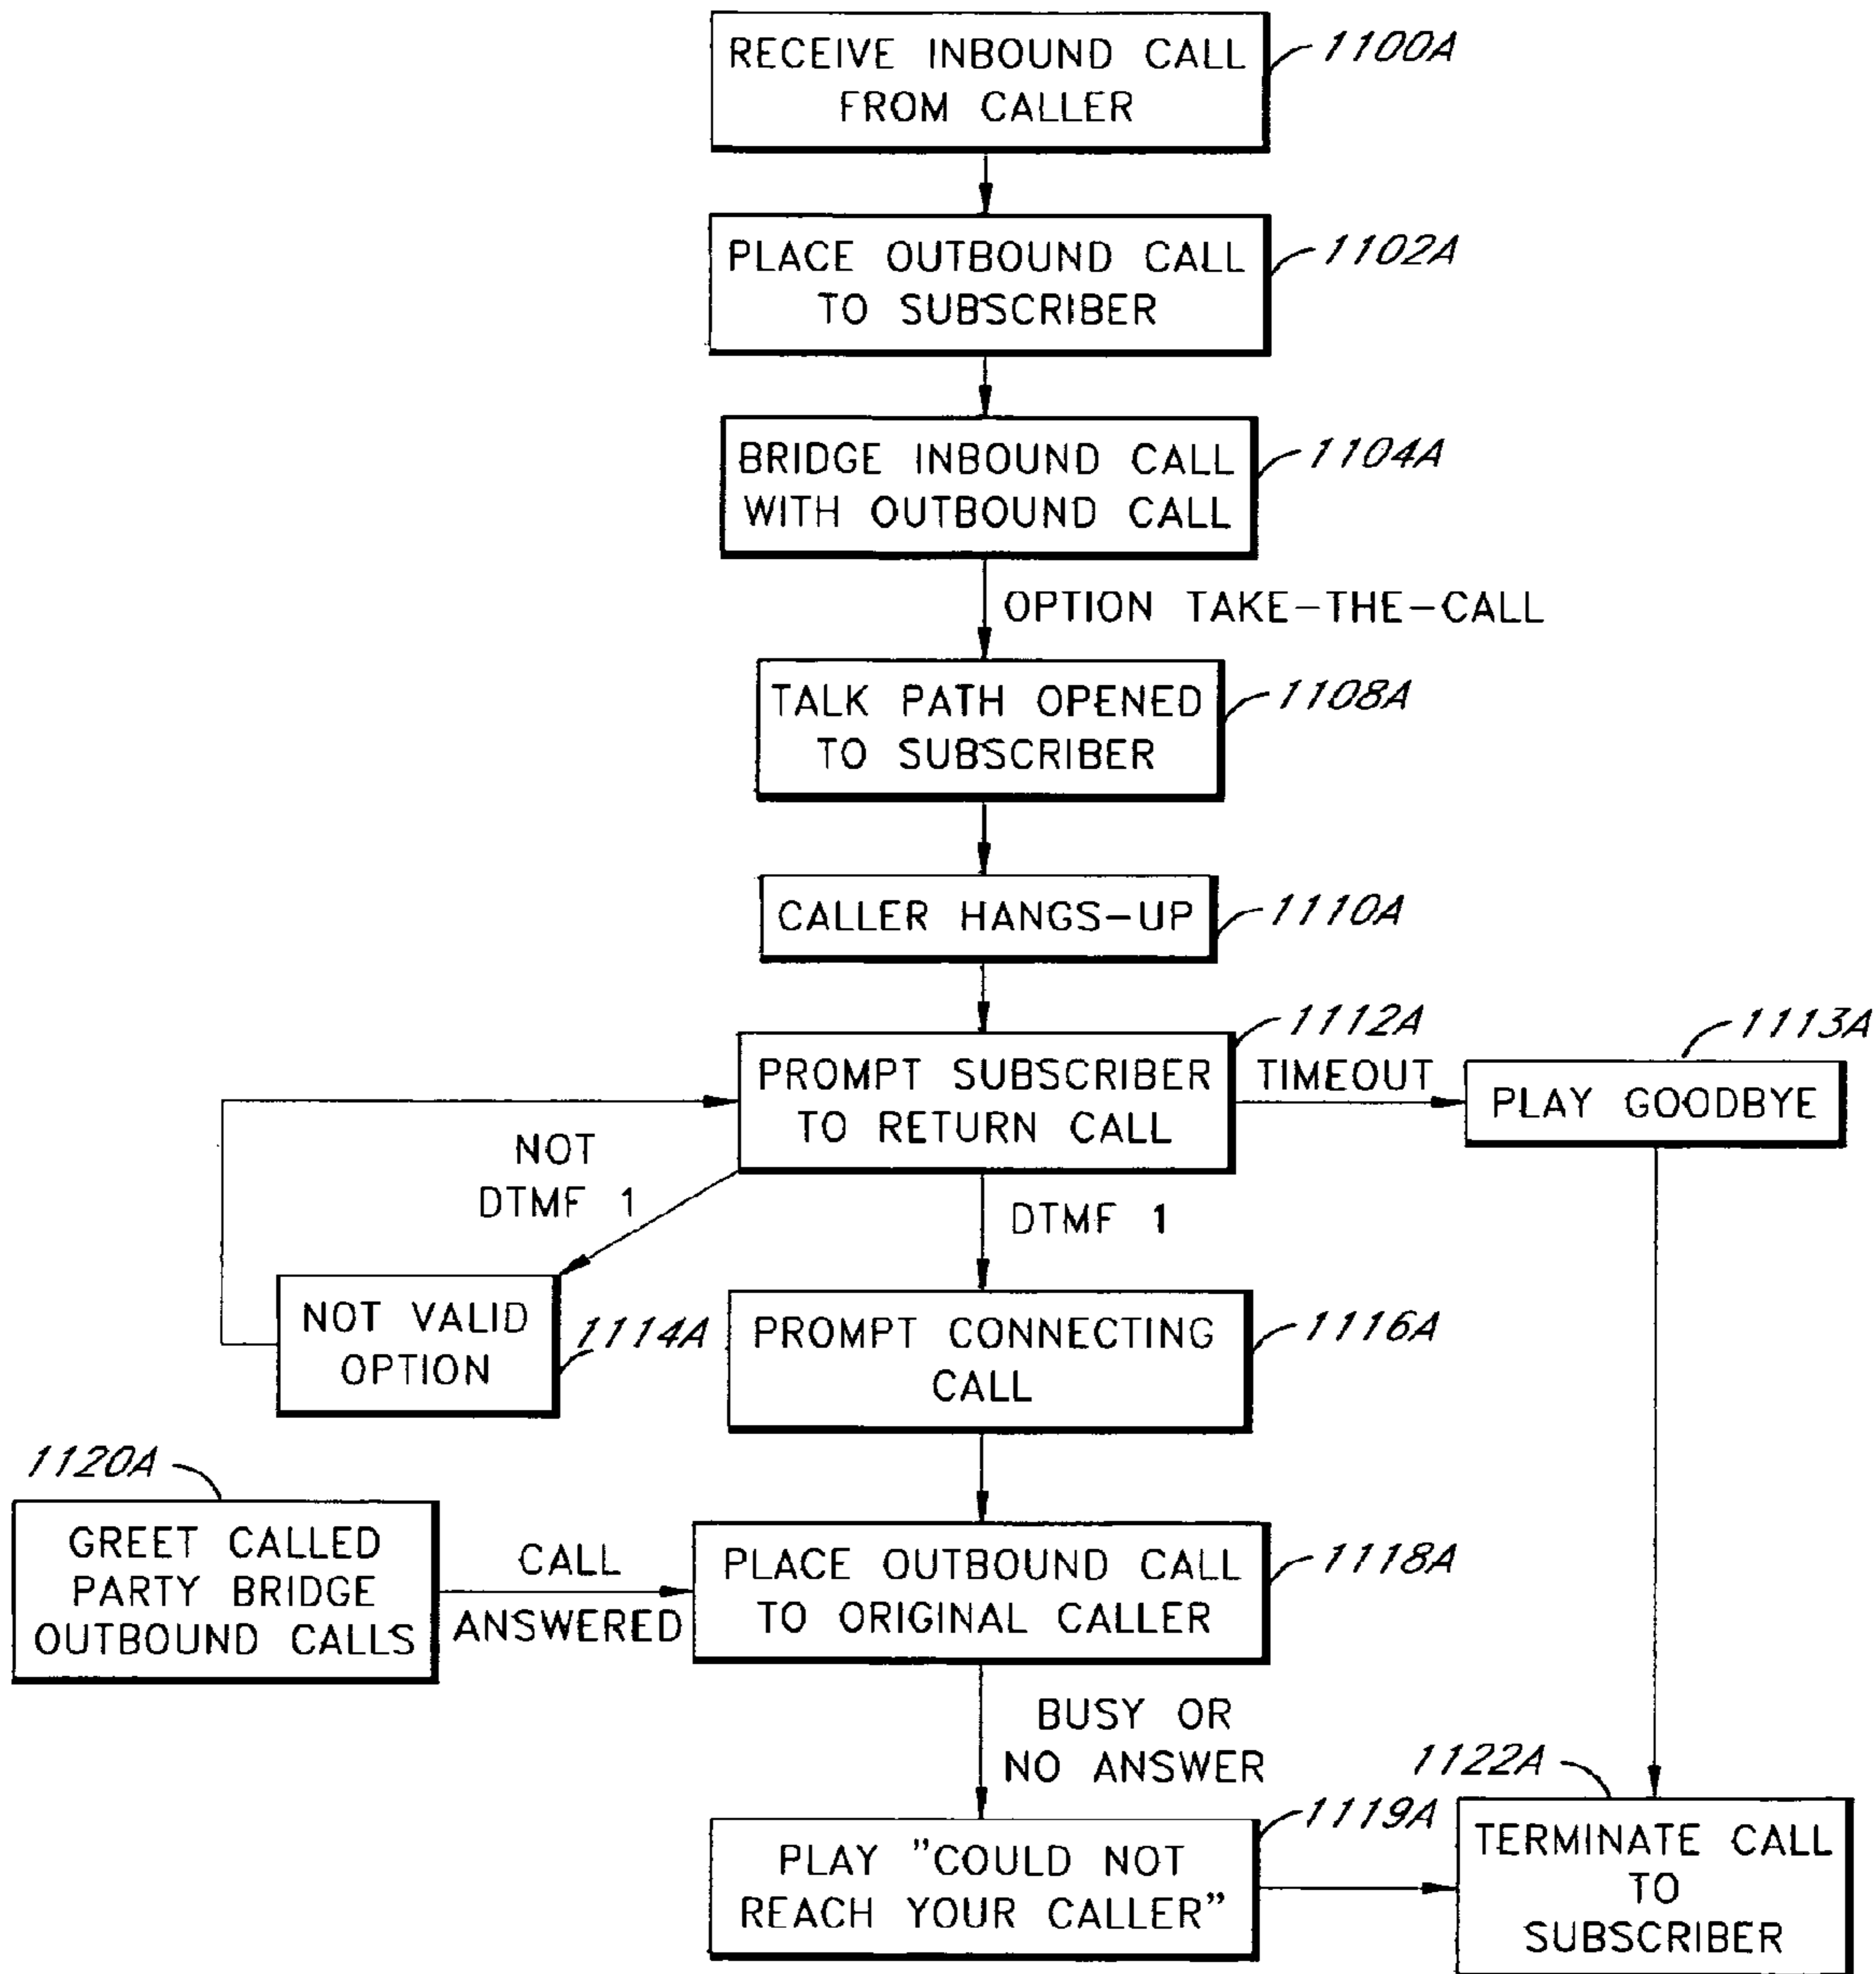 RECEIVE INBOUND CALL
FROM CALLER
1100A
PLACE OUTBOUND CALL
TO SUBSCRIBER
1102A
BRIDGE INBOUND CALL
WITH OUTBOUND CALL
1104A
OPTION TAKE-THE-CALL
TALK PATH OPENED
TO SUBSCRIBER
1108A
CALLER HANGS-UP
1110A
PROMPT SUBSCRIBER
TO RETURN CALL
1112A
TIMEOUT
1113A
PLAY GOODBYE
NOT
DTMF 1
DTMF 1
NOT VALID
OPTION
1114A
PROMPT CONNECTING
CALL
1116A
1120A
GREET CALLED
PARTY BRIDGE
OUTBOUND CALLS
CALL
ANSWERED
PLACE OUTBOUND CALL
TO ORIGINAL CALLER
1118A
BUSY OR
NO ANSWER
PLAY "COULD NOT
REACH YOUR CALLER"
1119A
1122A
TERMINATE CALL
TO
SUBSCRIBER